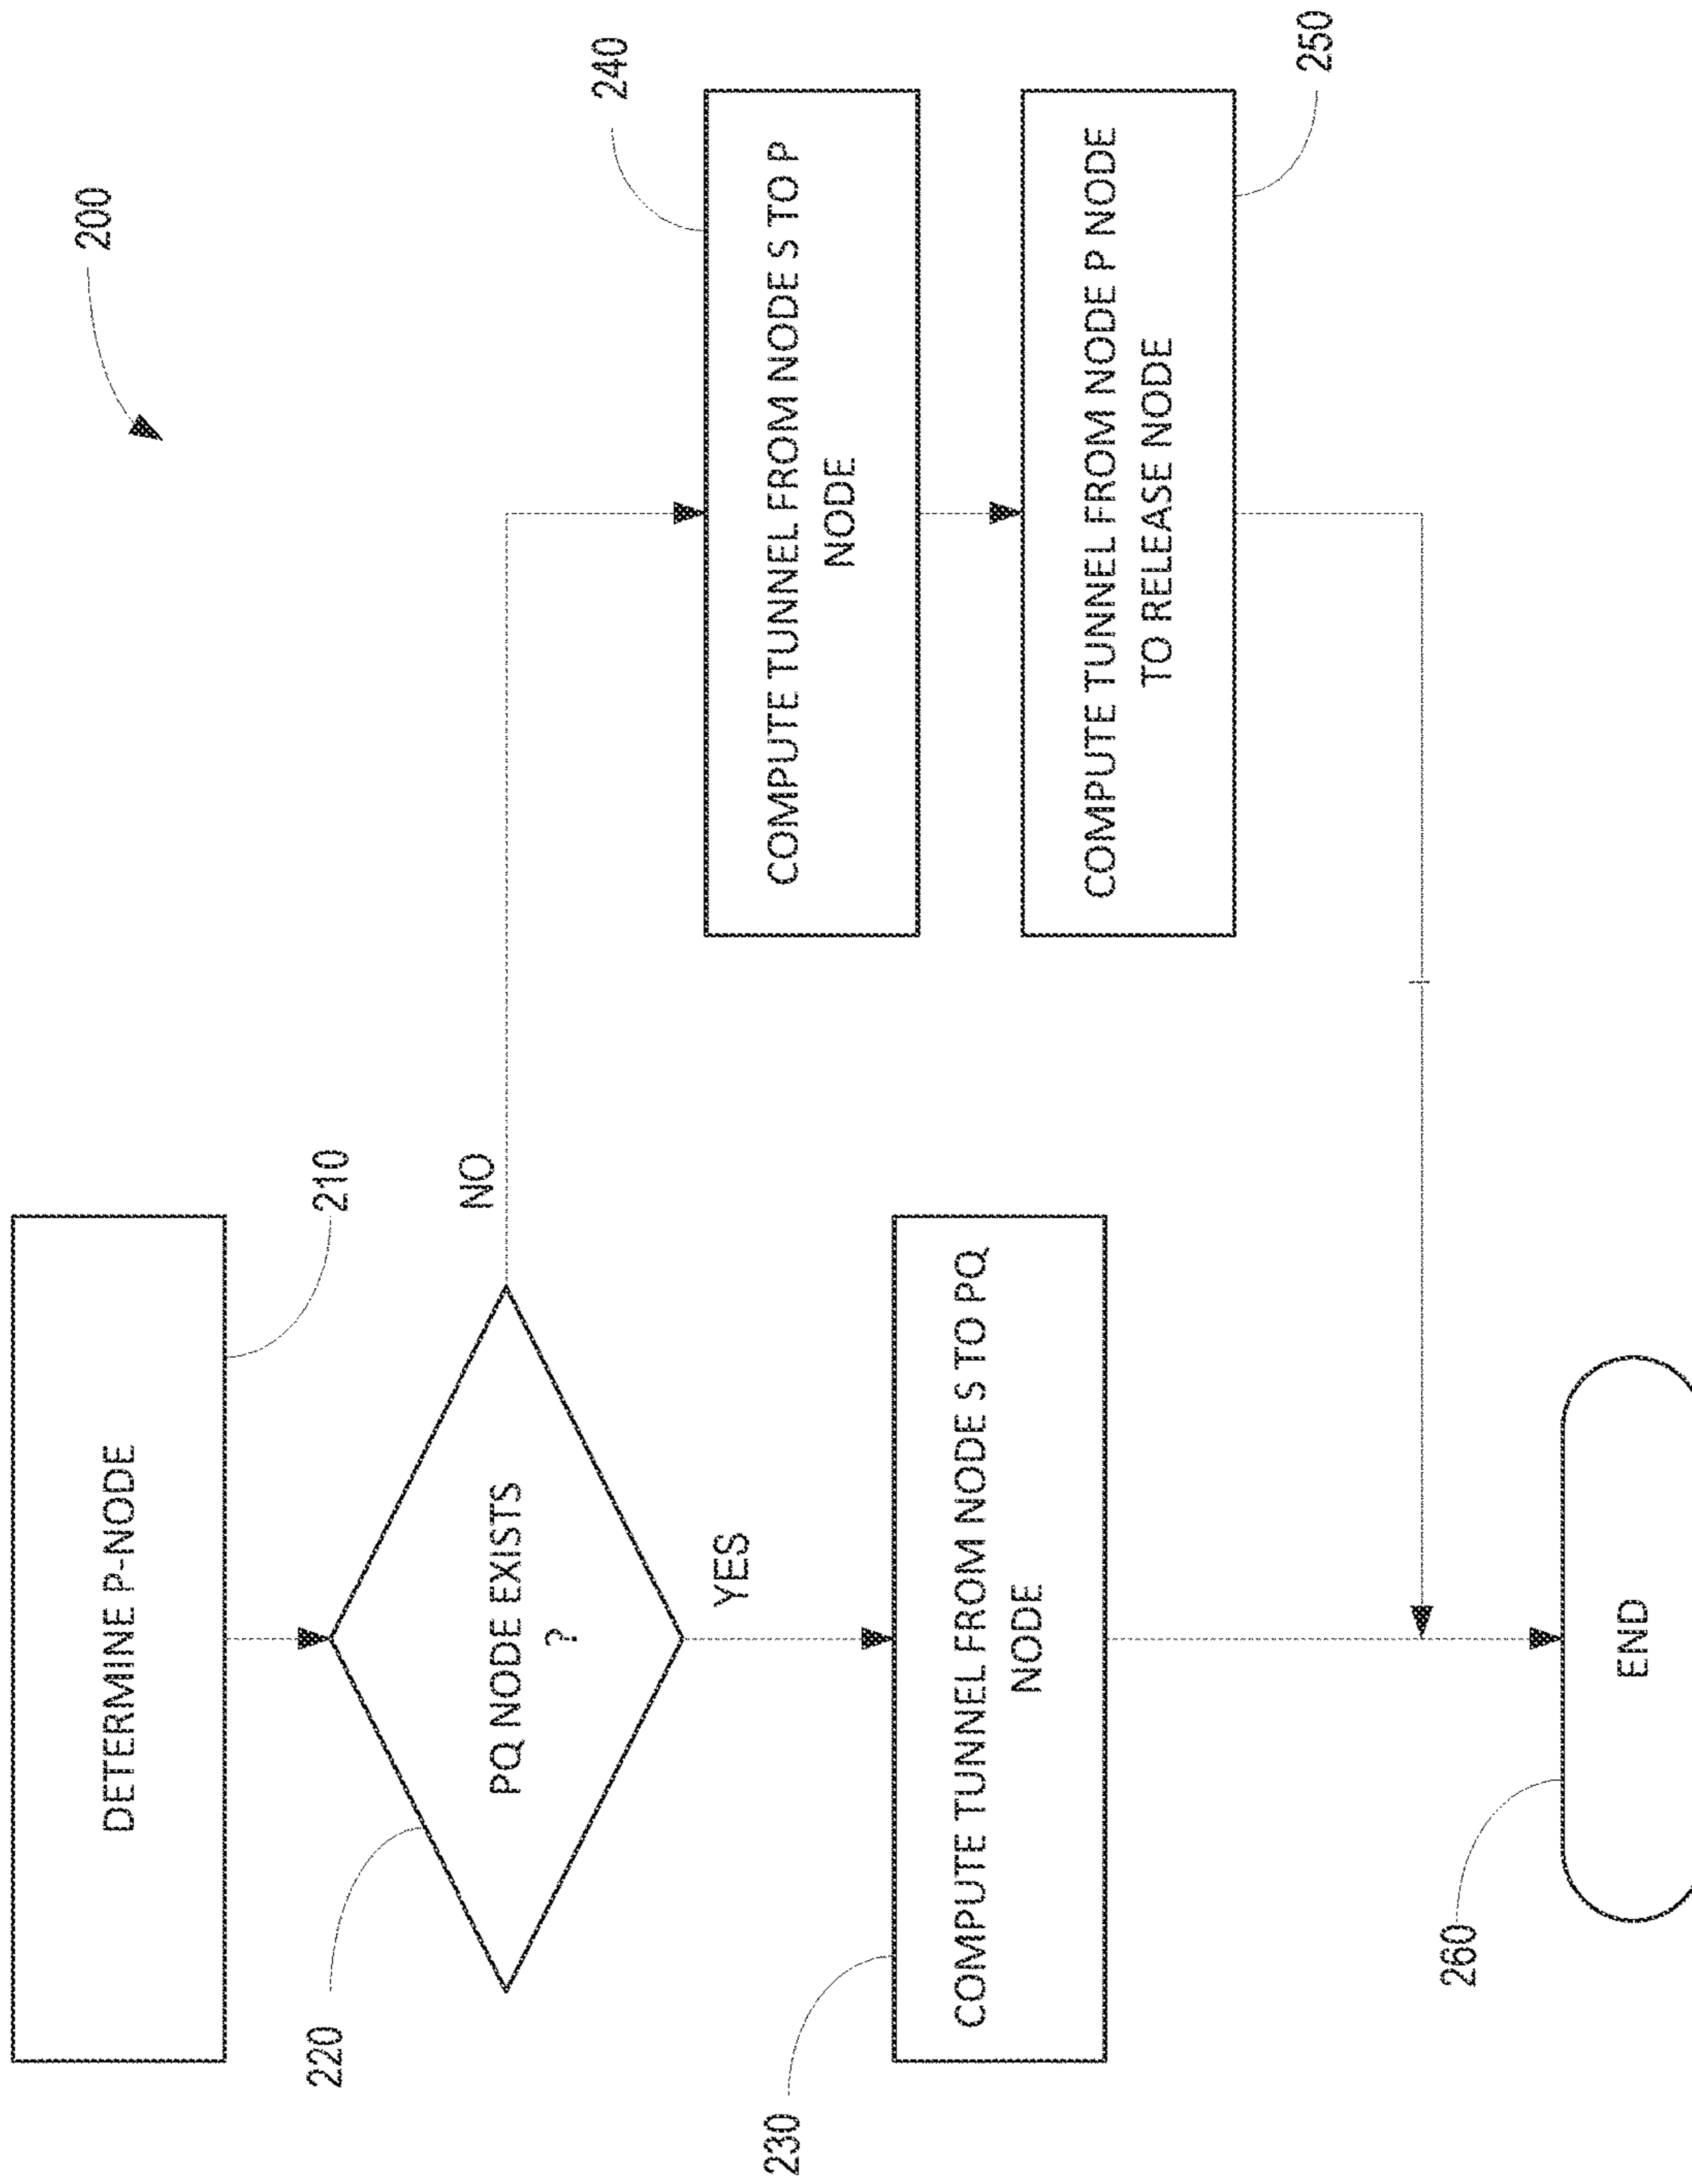 200
DETERMINE P-NODE
210
PQ NODE EXISTS
?
220
NO
YES
COMPUTE TUNNEL FROM NODE S TO PQ
NODE
230
COMPUTE TUNNEL FROM NODE S TO P
NODE
240
COMPUTE TUNNEL FROM NODE P NODE
TO RELEASE NODE
250
END
260